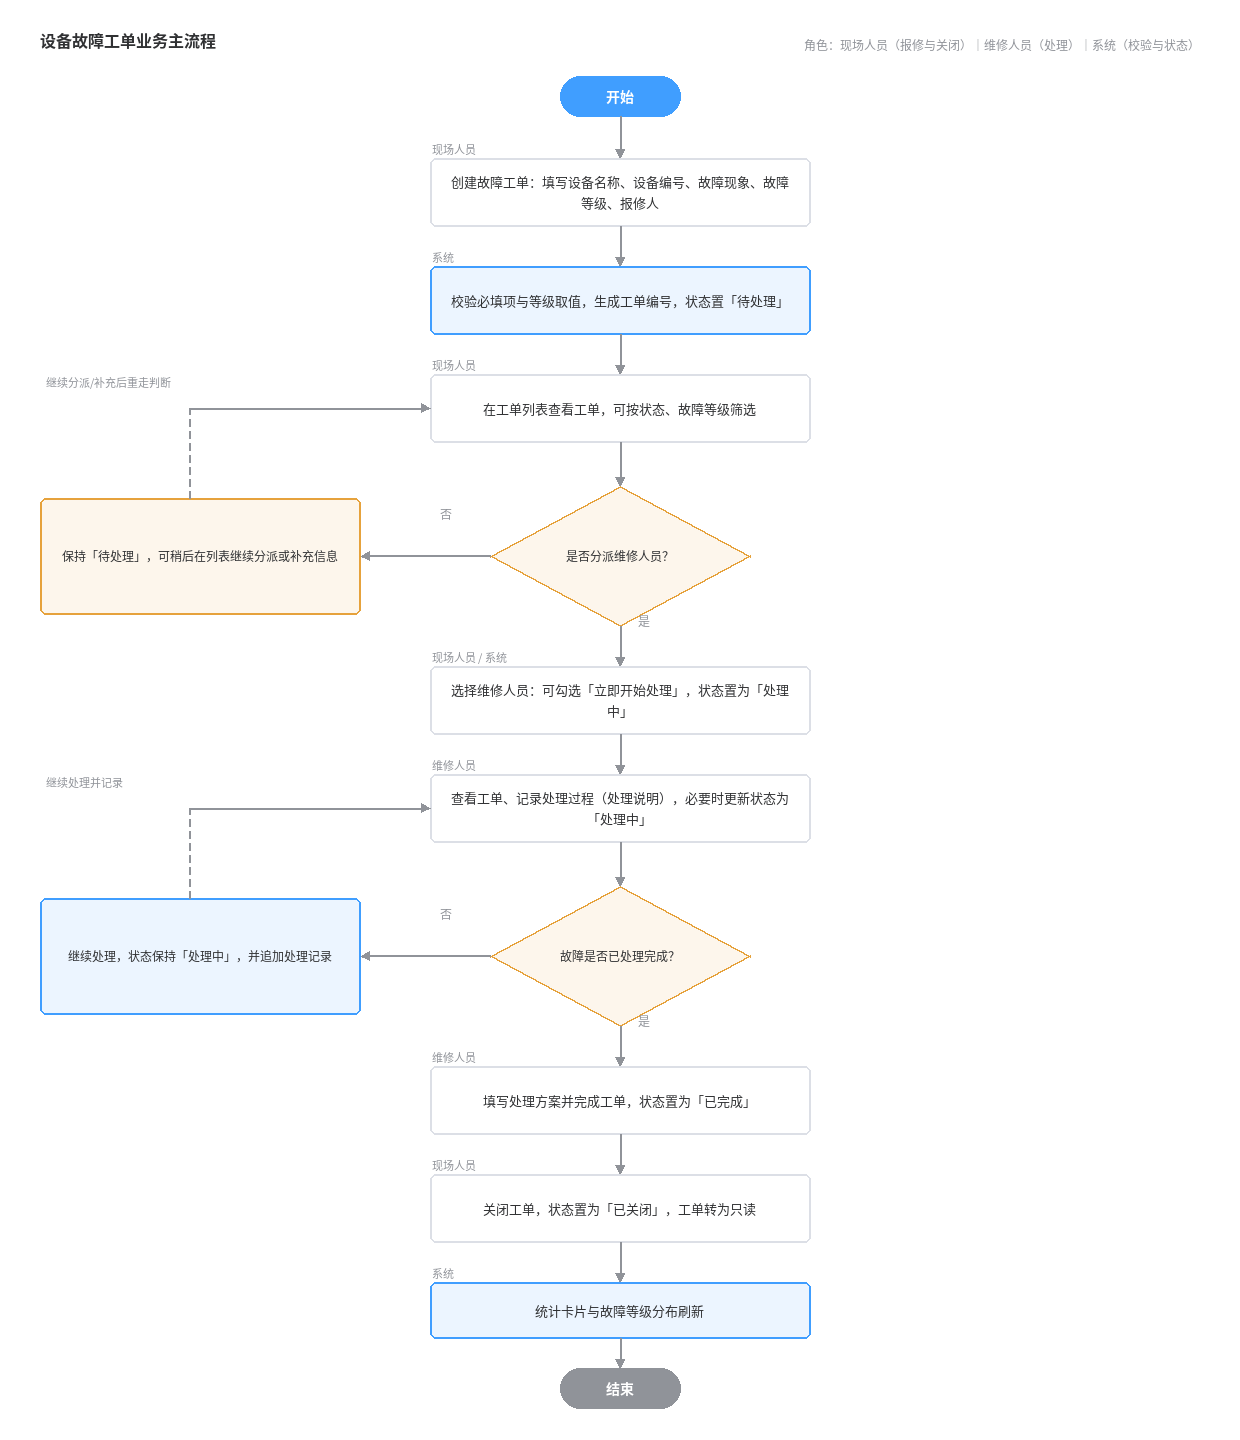 设备故障工单业务主流程
角色：现场人员（报修与关闭）｜维修人员（处理）｜系统（校验与状态）
开始
现场人员
创建故障工单：填写设备名称、设备编号、故障现象、故障
等级、报修人
系统
校验必填项与等级取值，生成工单编号，状态置「待处理」
现场人员
继续分派/补充后重走判断
在工单列表查看工单，可按状态、故障等级筛选
否
保持「待处理」，可稍后在列表继续分派或补充信息
是否分派维修人员？
是
现场人员 / 系统
选择维修人员：可勾选「立即开始处理」，状态置为「处理
中」
维修人员
继续处理并记录
查看工单、记录处理过程（处理说明），必要时更新状态为
「处理中」
否
继续处理，状态保持「处理中」，并追加处理记录
故障是否已处理完成？
是
维修人员
填写处理方案并完成工单，状态置为「已完成」
现场人员
关闭工单，状态置为「已关闭」，工单转为只读
系统
统计卡片与故障等级分布刷新
结束